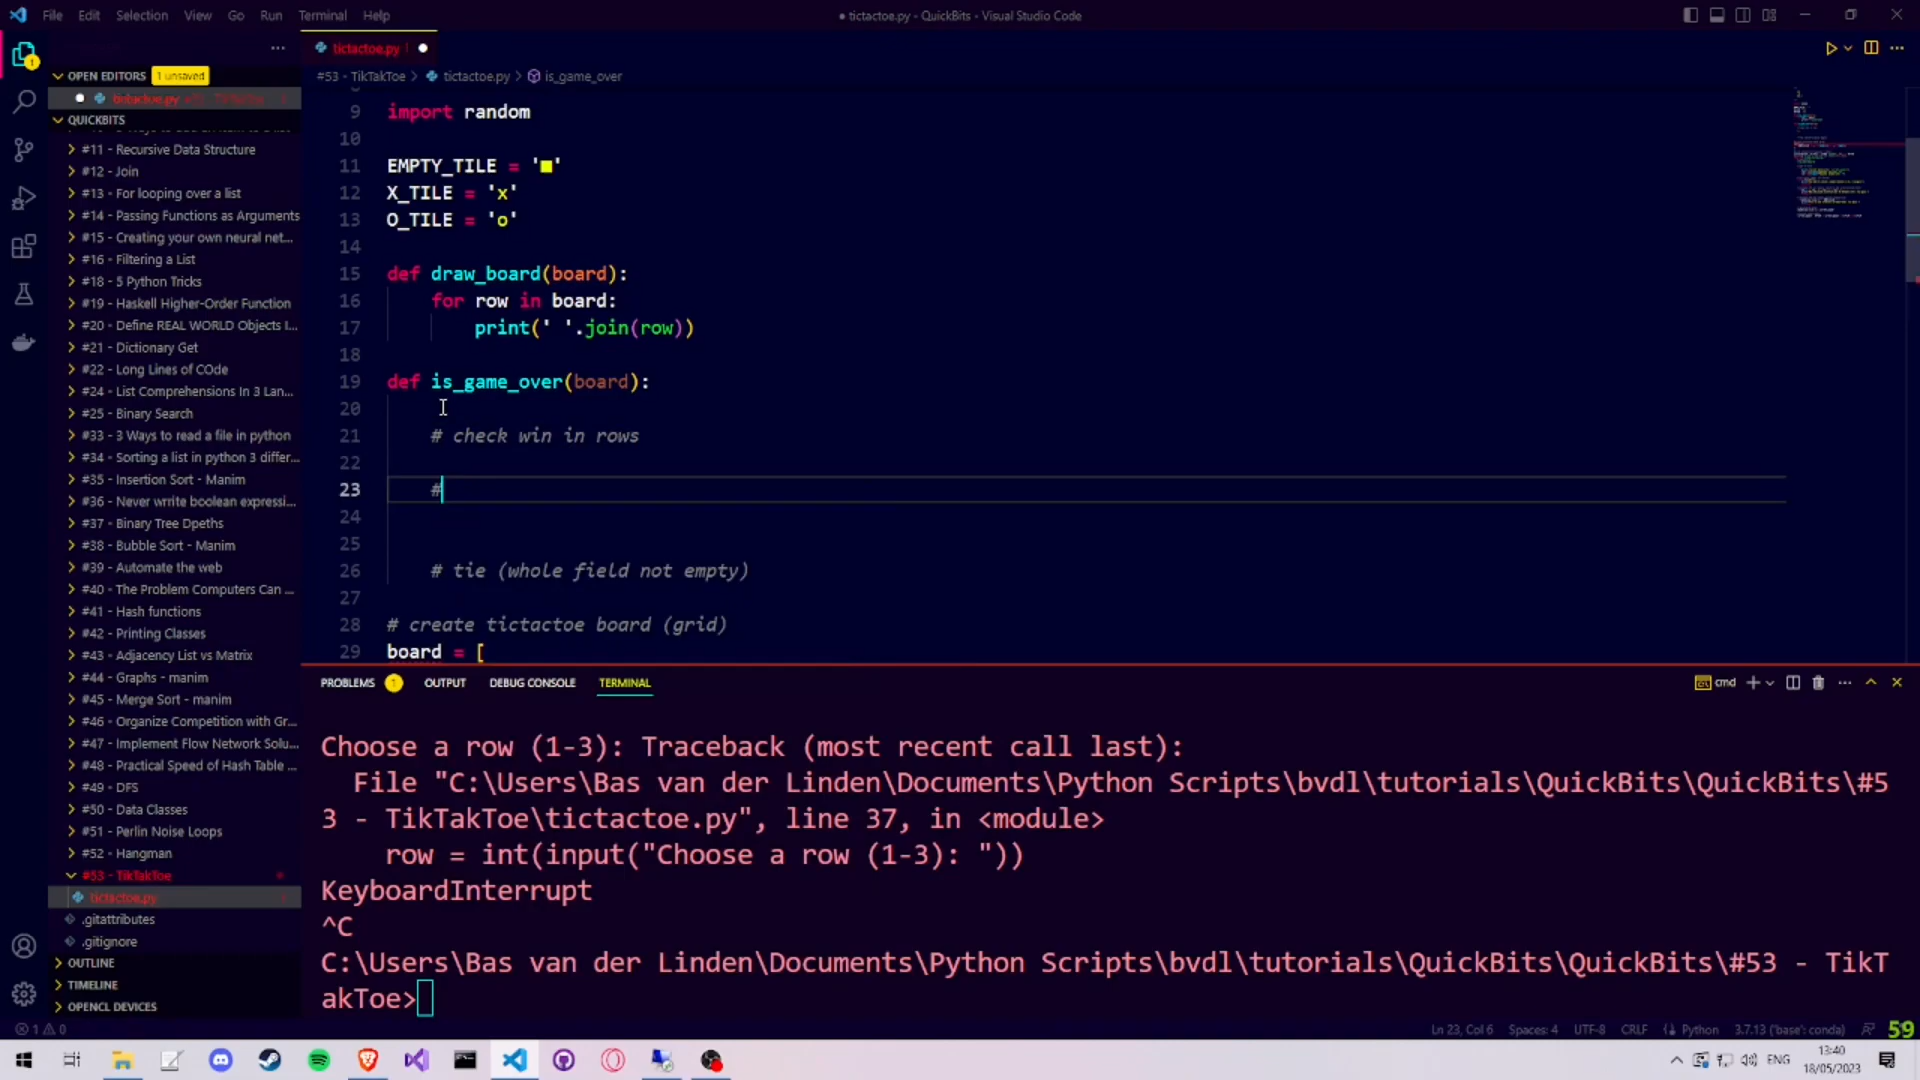 File Edit Selection View Go Run Terminal Help
● tictactoe.py - QuickBits - Visual Studio Code
tictactoe.py 1
OPEN EDITORS 1 unsaved
tictactoe.py
QUICKBITS
#11 - Recursive Data Structure
#12 - Join
#13 - For looping over a list
#14 - Passing Functions as Arguments
#15 - Creating your own neural net...
#16 - Filtering a List
#18 - 5 Python Tricks
#19 - Haskell Higher-Order Function
#20 - Define REAL WORLD Objects I...
#21 - Dictionary Get
#22 - Long Lines of COde
#24 - List Comprehensions In 3 Lan...
#25 - Binary Search
#33 - 3 Ways to read a file in python
#34 - Sorting a list in python 3 differ...
#35 - Insertion Sort - Manim
#36 - Never wrrite boolean expressi...
#37 - Binary Tree Dpeths
#38 - Bubble Sort - Manim
#39 - Automate the web
#40 - The Problem Computers Can ...
#41 - Hash functions
#42 - Printing Classes
#43 - Adjacency List vs Matrix
#44 - Graphs - manim
#45 - Merge Sort - manim
#46 - Organize Competition with Gr...
#47 - Implement Flow Network Solu...
#48 - Practical Speed of Hash Table ...
#49 - DFS
#50 - Data Classes
#51 - Perlin Noise Loops
#52 - Hangman
#53 - TikTakToe
tictactoe.py
.gitattributes
.gitignore
OUTLINE
TIMELINE
OPENCL DEVICES
#53 - TikTakToe > tictactoe.py > is_game_over
9 import random
10
11 EMPTY_TILE = '■'
12 X_TILE = 'x'
13 O_TILE = 'o'
14
15 def draw_board(board):
16 for row in board:
17 print(' '.join(row))
18
19 def is_game_over(board):
20
21 # check win in rows
22
23 #
24
25
26 # tie (whole field not empty)
27
28 # create tictactoe board (grid)
29 board = [
PROBLEMS 1 OUTPUT DEBUG CONSOLE TERMINAL
cmd
Choose a row (1-3): Traceback (most recent call last):
File "C:\Users\Bas van der Linden\Documents\Python Scripts\bvdl\tutorials\QuickBits\QuickBits\#5
3 - TikTakToe\tictactoe.py", line 37, in <module>
row = int(input("Choose a row (1-3): "))
KeyboardInterrupt
^C
C:\Users\Bas van der Linden\Documents\Python Scripts\bvdl\tutorials\QuickBits\QuickBits\#53 - TikT
akToe>
1 0
Ln 23, Col 6 Spaces: 4 UTF-8 CRLF Python 3.7.13 ('base': conda) 59
ENG
13:40
18/05/2023